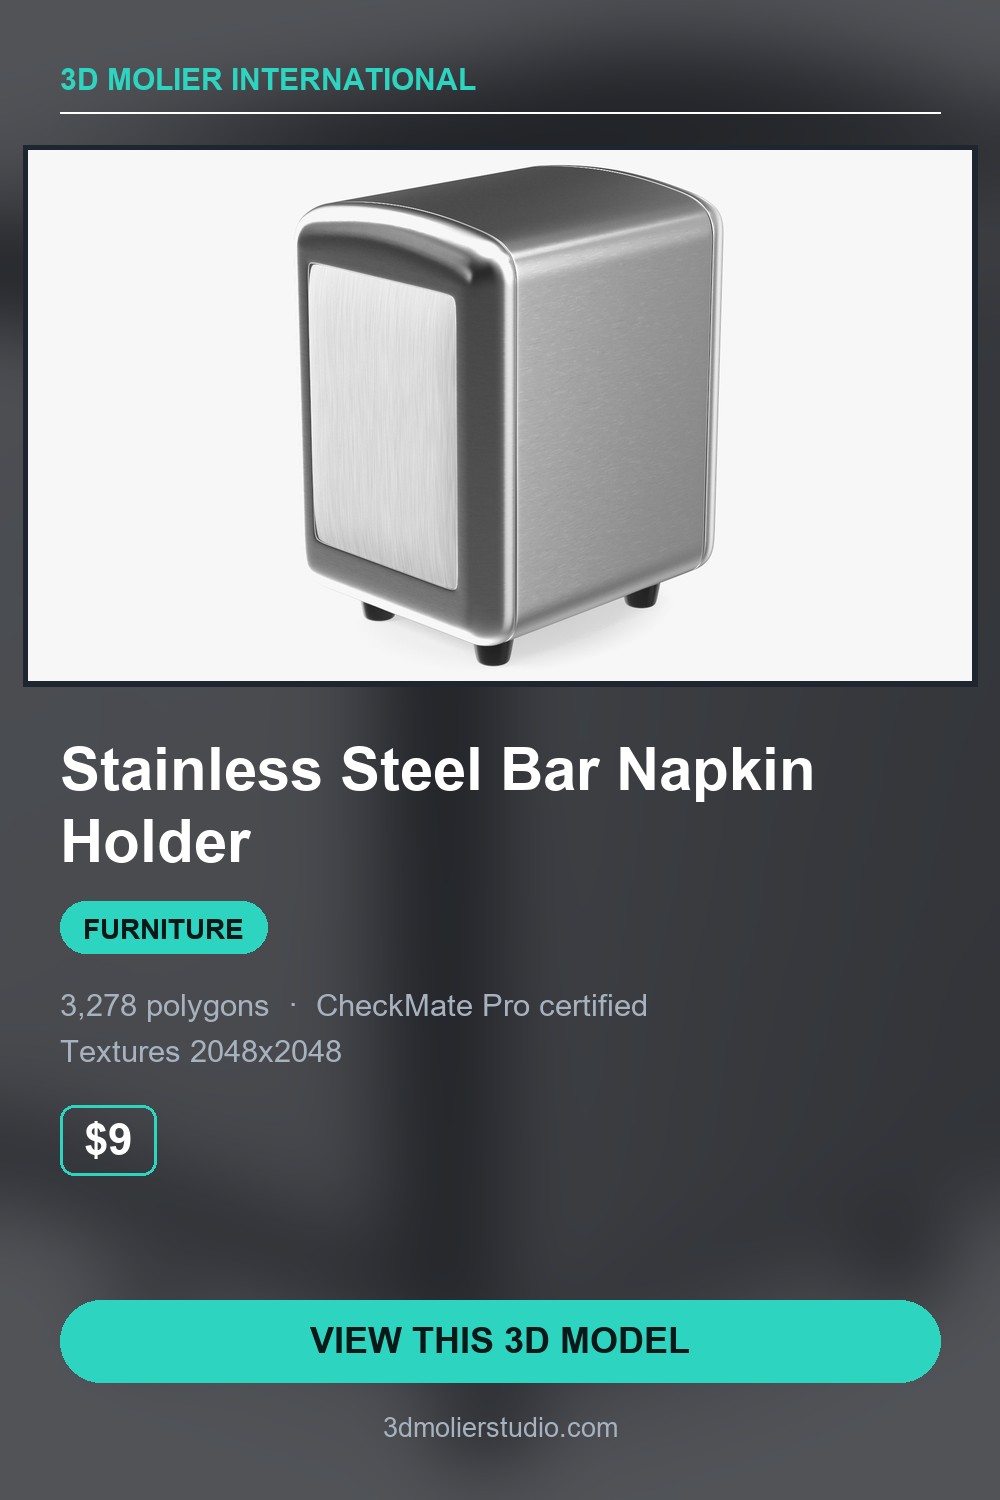 3D MOLIER INTERNATIONAL
Stainless Steel Bar Napkin
Holder
FURNITURE
3,278 polygons · CheckMate Pro certified
Textures 2048x2048
$9
VIEW THIS 3D MODEL
3dmolierstudio.com